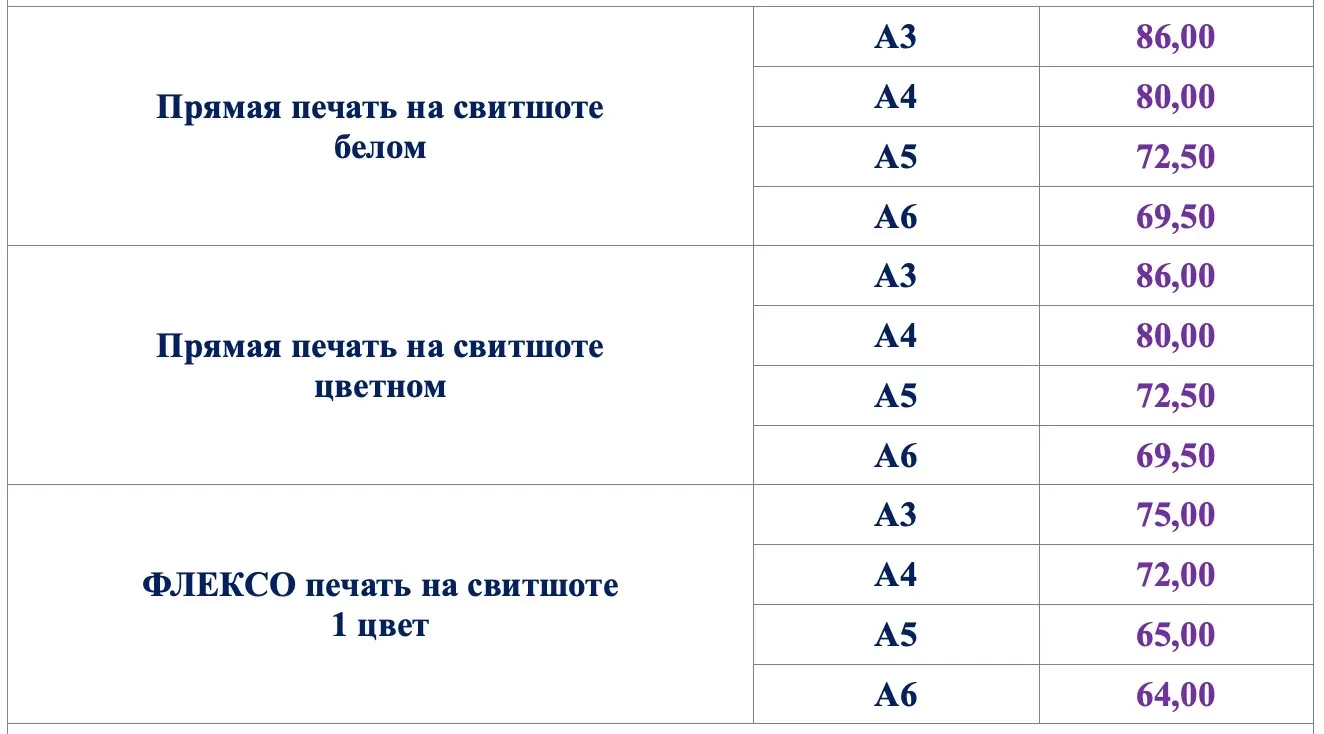 Прямая печать на свитшоте
белом
А3 86,00
А4 80,00
А5 72,50
А6 69,50
Прямая печать на свитшоте
цветном
А3 86,00
А4 80,00
А5 72,50
А6 69,50
ФЛЕКСО печать на свитшоте
1 цвет
А3 75,00
А4 72,00
А5 65,00
А6 64,00